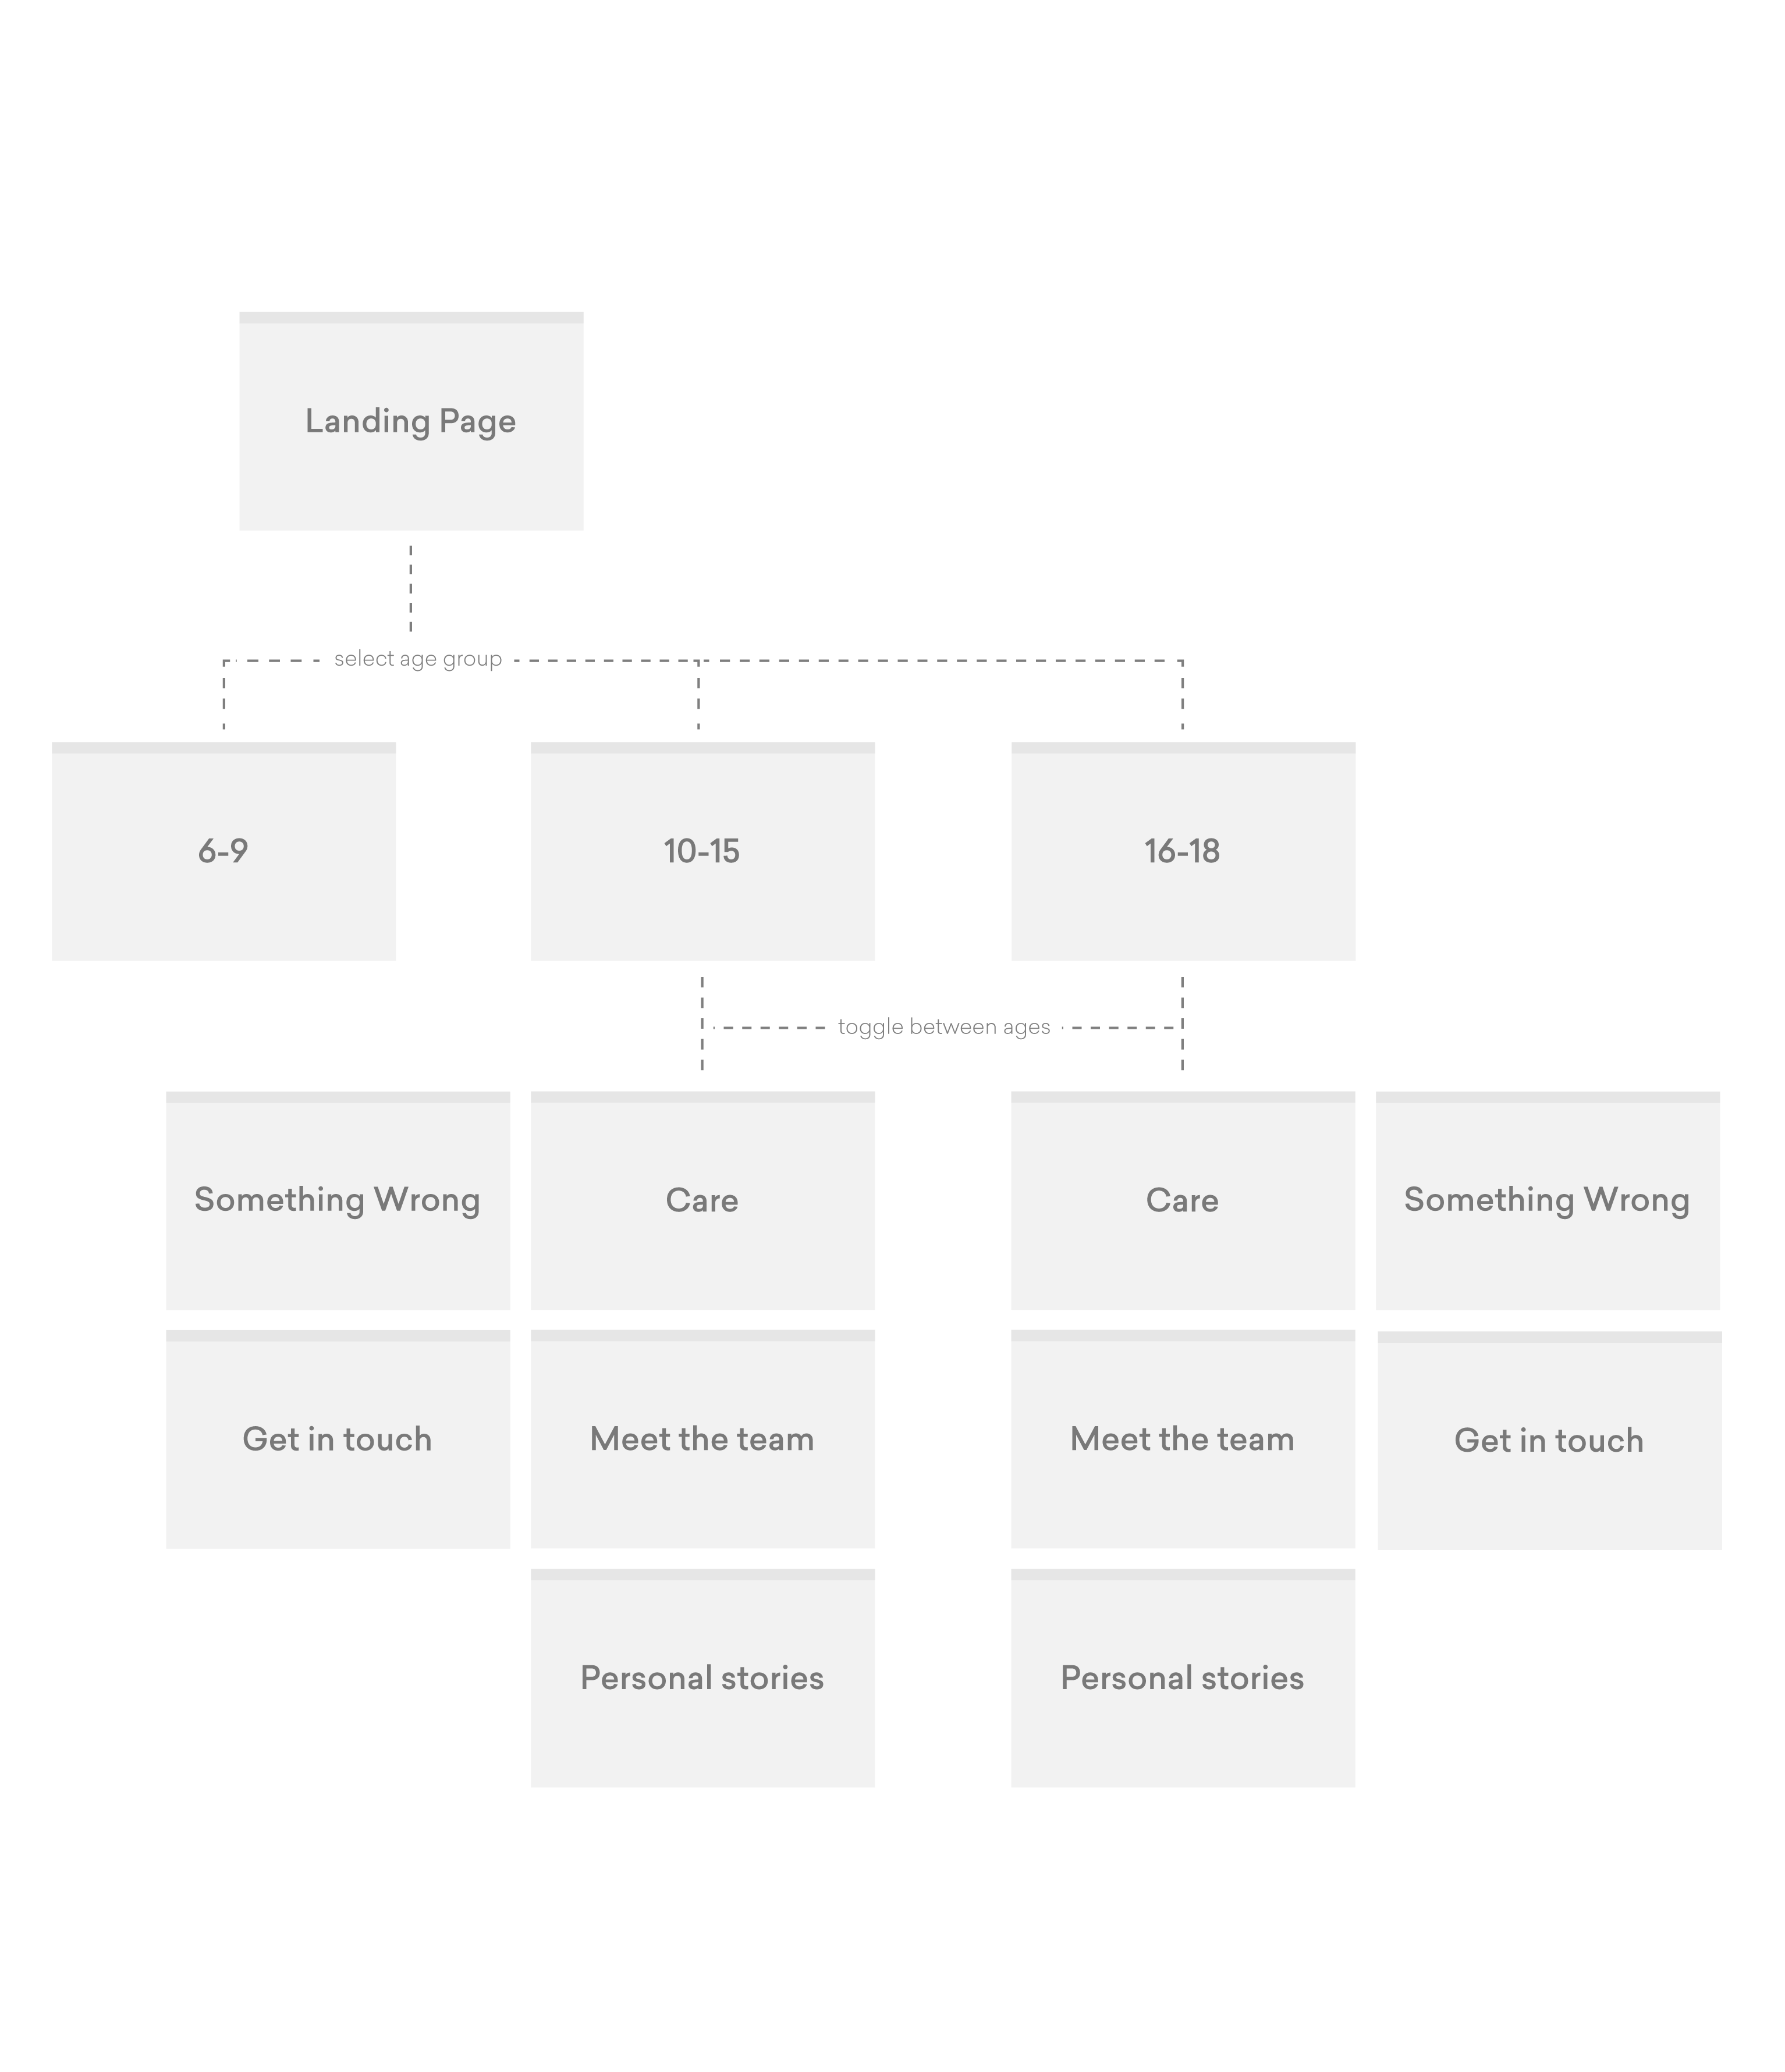 Landing Page
select age group
6-9
10-15
16-18
toggle between ages
Something Wrong
Care
Care
Something Wrong
Get in touch
Meet the team
Meet the team
Get in touch
Personal stories
Personal stories